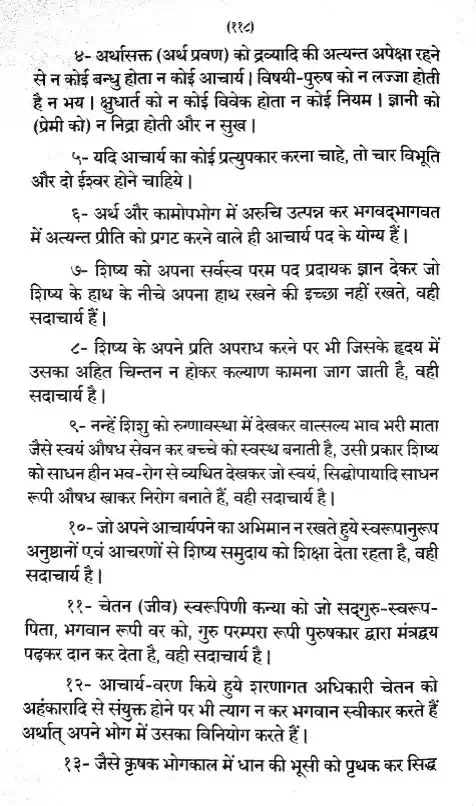 (११८)
४- अर्थासक्त (अर्थ प्रवण) को द्रव्यादि की अत्यन्त अपेक्षा रहने
से न कोई बन्धु होता न कोई आचार्य। विषयी-पुरुष को न लज्जा होती
है न भय। क्षुधार्त को न कोई विवेक होता न कोई नियम। ज्ञानी को
(प्रेमी को) न निद्रा होती और न सुख।
५- यदि आचार्य का कोई प्रत्युपकार करना चाहे, तो चार विभूति
और दो ईश्वर होने चाहिये।
६- अर्थ और कामोपभोग में अरुचि उत्पन्न कर भगवद्भागवत
में अत्यन्त प्रीति को प्रगट करने वाले ही आचार्य पद के योग्य हैं।
७- शिष्य को अपना सर्वस्व परम पद प्रदायक ज्ञान देकर जो
शिष्य के हाथ के नीचे अपना हाथ रखने की इच्छा नहीं रखते, वही
सदाचार्य हैं।
८- शिष्य के अपने प्रति अपराध करने पर भी जिसके हृदय में
उसका अहित चिन्तन न होकर कल्याण कामना जाग जाती है, वही
सदाचार्य है।
९- नन्हें शिशु को रुग्णावस्था में देखकर वात्सल्य भाव भरी माता
जैसे स्वयं औषध सेवन कर बच्चे को स्वस्थ बनाती है, उसी प्रकार शिष्य
को साधन हीन भव-रोग से व्यथित देखकर जो स्वयं, सिद्धोपायादि साधन
रूपी औषध खाकर निरोग बनाते हैं, वही सदाचार्य है।
१०- जो अपने आचार्यपने का अभिमान न रखते हुये स्वरूपानुरूप
अनुष्ठानों एवं आचरणों से शिष्य समुदाय को शिक्षा देता रहता है, वही
सदाचार्य है।
११- चेतन (जीव) स्वरूपिणी कन्या को जो सद्गुरु-स्वरूप-
पिता, भगवान रूपी वर को, गुरु परम्परा रूपी पुरुषकार द्वारा मंत्रद्वय
पढ़कर दान कर देता है, वही सदाचार्य है।
१२- आचार्य-वरण किये हुये शरणागत अधिकारी चेतन को
अहंकारादि से संयुक्त होने पर भी त्याग न कर भगवान स्वीकार करते हैं
अर्थात् अपने भोग में उसका विनियोग करते हैं।
१३- जैसे कृषक भोगकाल में धान की भूसी को पृथक कर सिद्ध